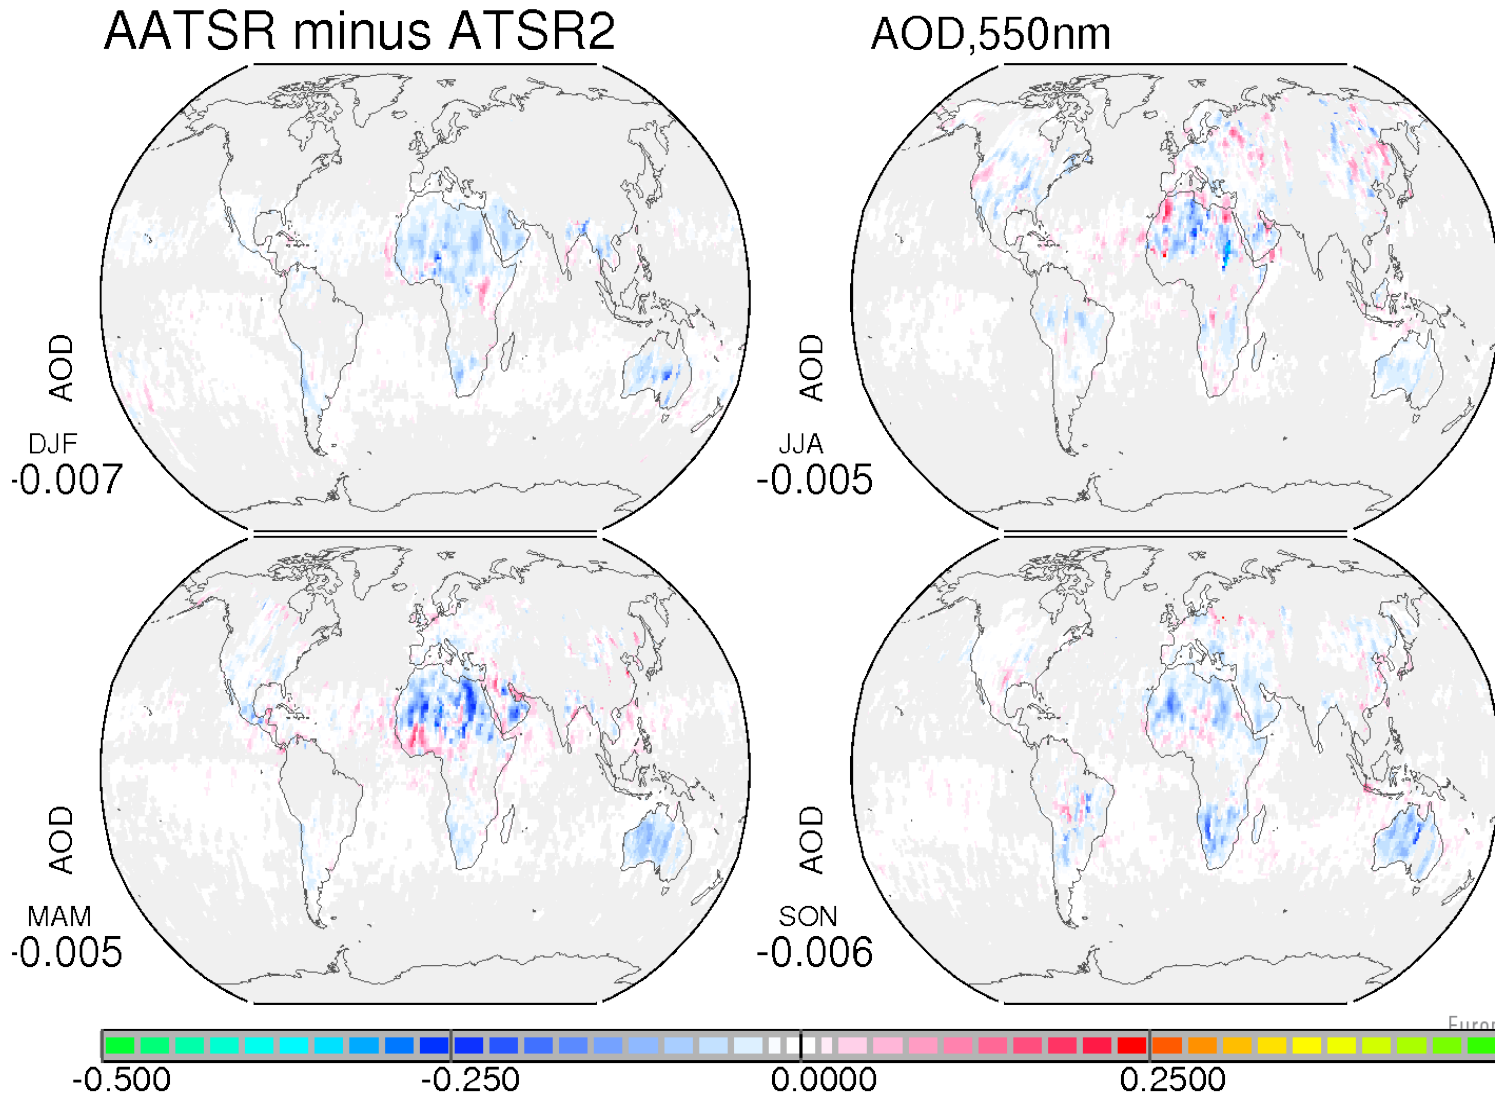 AATSR minus ATSR2
AOD,550nm
AOD
DJF
-0.007
AOD
JJA
-0.005
AOD
MAM
-0.005
AOD
SON
-0.006
-0.500
-0.250
0.0000
0.2500